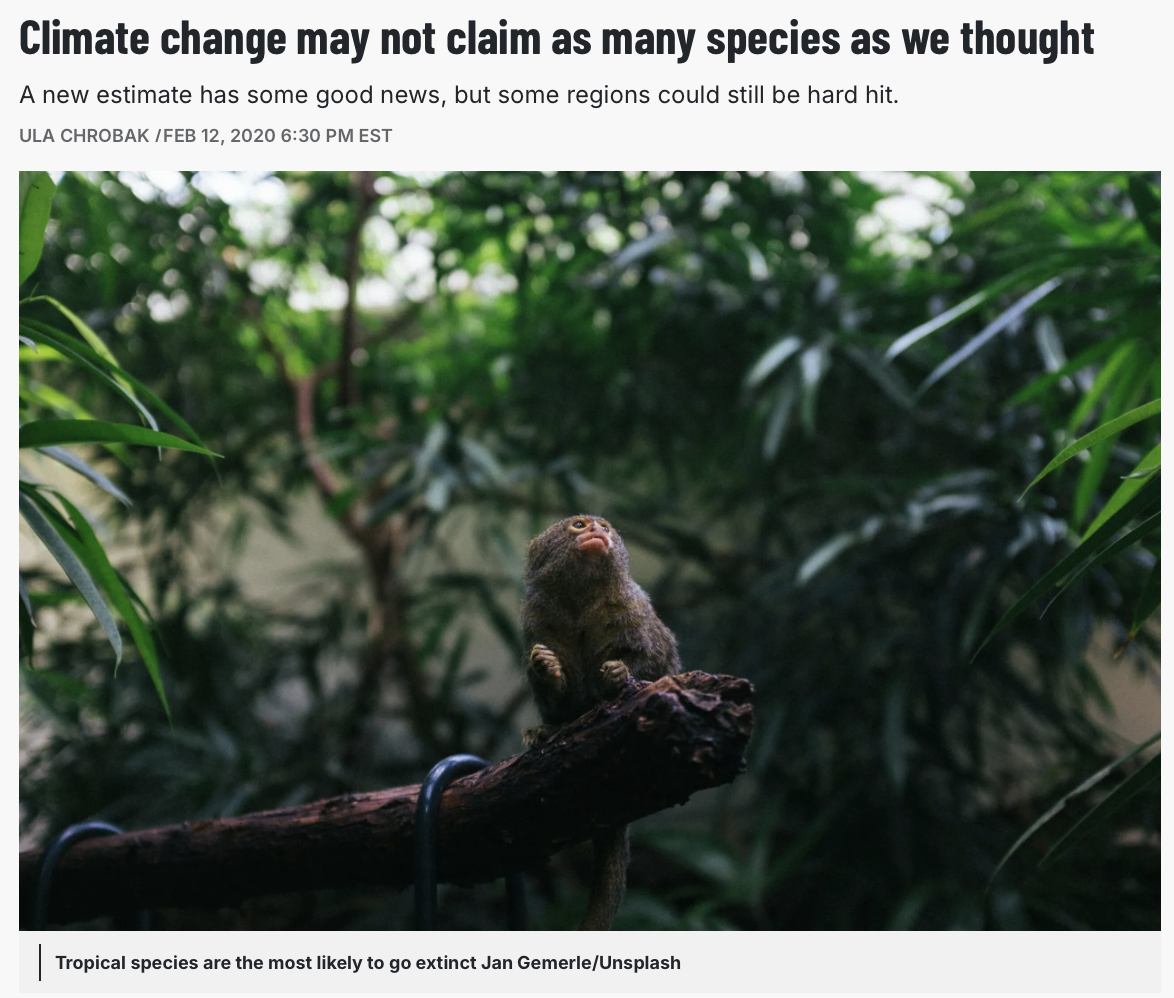 Climate change may not claim as many species as we thought
A new estimate has some good news, but some regions could still be hard hit.
ULA CHROBAK / FEB 12, 2020 6:30 PM EST
Tropical species are the most likely to go extinct Jan Gemerle/Unsplash